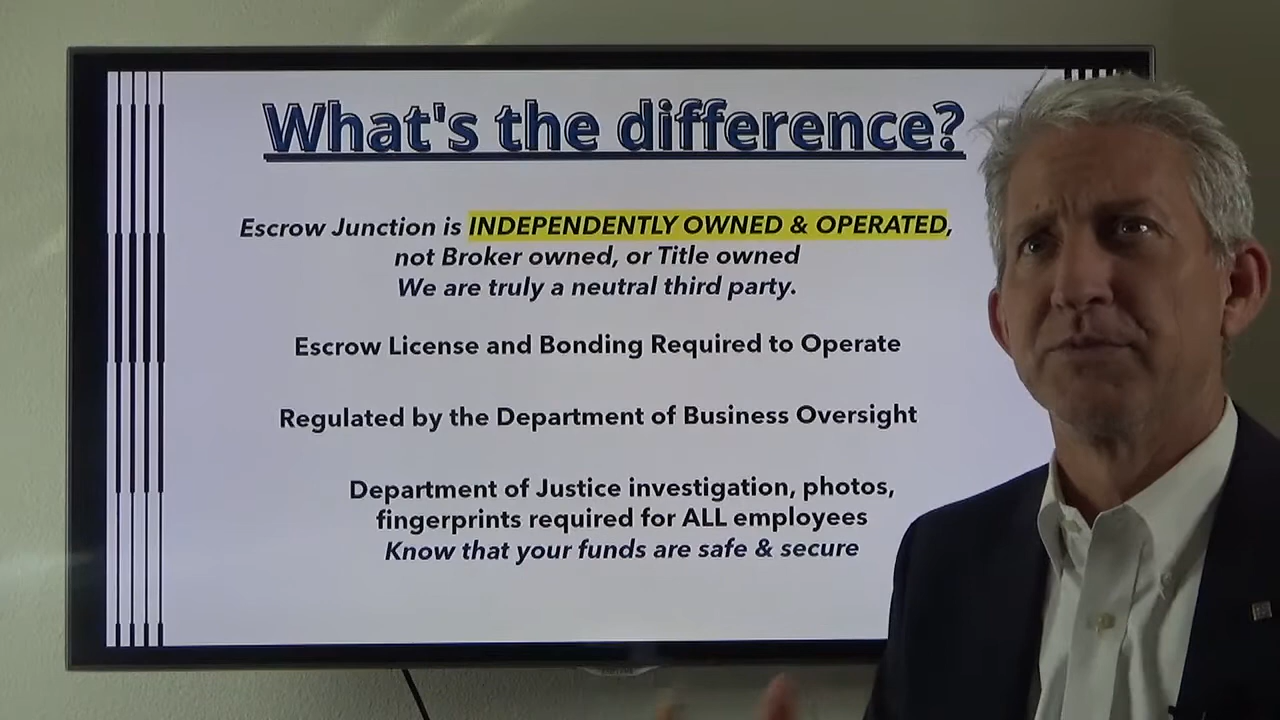 What's the difference?
Escrow Junction is INDEPENDENTLY OWNED & OPERATED,
not Broker owned, or Title owned
We are truly a neutral third party.
Escrow License and Bonding Required to Operate
Regulated by the Department of Business Oversight
Department of Justice investigation, photos,
fingerprints required for ALL employees
Know that your funds are safe & secure